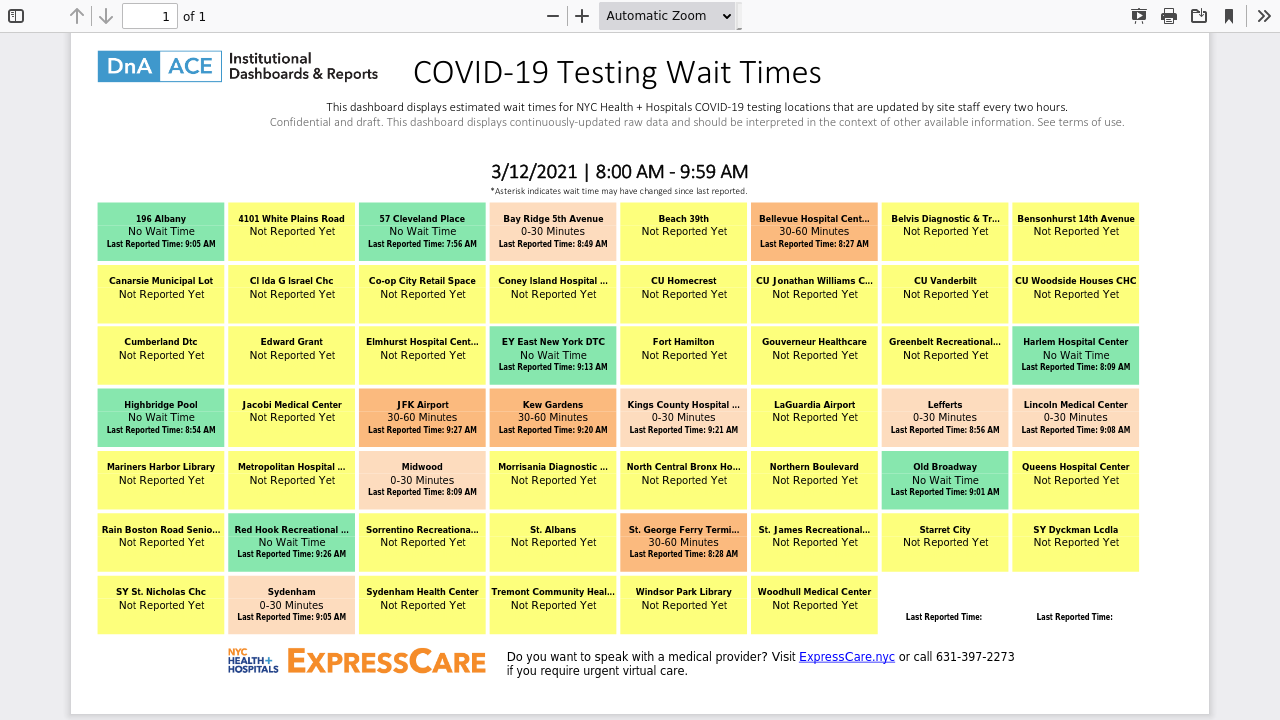 1 of 1 Automatic Zoom
DnA ACE Institutional Dashboards & Reports
COVID-19 Testing Wait Times
This dashboard displays estimated wait times for NYC Health + Hospitals COVID-19 testing locations that are updated by site staff every two hours.
Confidential and draft. This dashboard displays continuously-updated raw data and should be interpreted in the context of other available information. See terms of use.
3/12/2021 | 8:00 AM - 9:59 AM
*Asterisk indicates wait time may have changed since last reported.
196 Albany
No Wait Time
Last Reported Time: 9:05 AM
4101 White Plains Road
Not Reported Yet
57 Cleveland Place
No Wait Time
Last Reported Time: 7:56 AM
Bay Ridge 5th Avenue
0-30 Minutes
Last Reported Time: 8:49 AM
Beach 39th
Not Reported Yet
Bellevue Hospital Cent...
30-60 Minutes
Last Reported Time: 8:27 AM
Belvis Diagnostic & Tr...
Not Reported Yet
Bensonhurst 14th Avenue
Not Reported Yet
Canarsie Municipal Lot
Not Reported Yet
Cl Ida G Israel Chc
Not Reported Yet
Co-op City Retail Space
Not Reported Yet
Coney Island Hospital ...
Not Reported Yet
CU Homecrest
Not Reported Yet
CU Jonathan Williams C...
Not Reported Yet
CU Vanderbilt
Not Reported Yet
CU Woodside Houses CHC
Not Reported Yet
Cumberland Dtc
Not Reported Yet
Edward Grant
Not Reported Yet
Elmhurst Hospital Cent...
Not Reported Yet
EY East New York DTC
No Wait Time
Last Reported Time: 9:13 AM
Fort Hamilton
Not Reported Yet
Gouverneur Healthcare
Not Reported Yet
Greenbelt Recreational...
Not Reported Yet
Harlem Hospital Center
No Wait Time
Last Reported Time: 8:09 AM
Highbridge Pool
No Wait Time
Last Reported Time: 8:54 AM
Jacobi Medical Center
Not Reported Yet
JFK Airport
30-60 Minutes
Last Reported Time: 9:27 AM
Kew Gardens
30-60 Minutes
Last Reported Time: 9:20 AM
Kings County Hospital ...
0-30 Minutes
Last Reported Time: 9:21 AM
LaGuardia Airport
Not Reported Yet
Lefferts
0-30 Minutes
Last Reported Time: 8:56 AM
Lincoln Medical Center
0-30 Minutes
Last Reported Time: 9:08 AM
Mariners Harbor Library
Not Reported Yet
Metropolitan Hospital ...
Not Reported Yet
Midwood
0-30 Minutes
Last Reported Time: 8:09 AM
Morrisania Diagnostic ...
Not Reported Yet
North Central Bronx Ho...
Not Reported Yet
Northern Boulevard
Not Reported Yet
Old Broadway
No Wait Time
Last Reported Time: 9:01 AM
Queens Hospital Center
Not Reported Yet
Rain Boston Road Senio...
Not Reported Yet
Red Hook Recreational ...
No Wait Time
Last Reported Time: 9:26 AM
Sorrentino Recreationa...
Not Reported Yet
St. Albans
Not Reported Yet
St. George Ferry Termi...
30-60 Minutes
Last Reported Time: 8:28 AM
St. James Recreational...
Not Reported Yet
Starret City
Not Reported Yet
SY Dyckman Lcdla
Not Reported Yet
SY St. Nicholas Chc
Not Reported Yet
Sydenham
0-30 Minutes
Last Reported Time: 9:05 AM
Sydenham Health Center
Not Reported Yet
Tremont Community Heal...
Not Reported Yet
Windsor Park Library
Not Reported Yet
Woodhull Medical Center
Not Reported Yet
Last Reported Time:
Last Reported Time:
NYC HEALTH+ HOSPITALS
EXPRESSCARE
Do you want to speak with a medical provider? Visit ExpressCare.nyc or call 631-397-2273
if you require urgent virtual care.